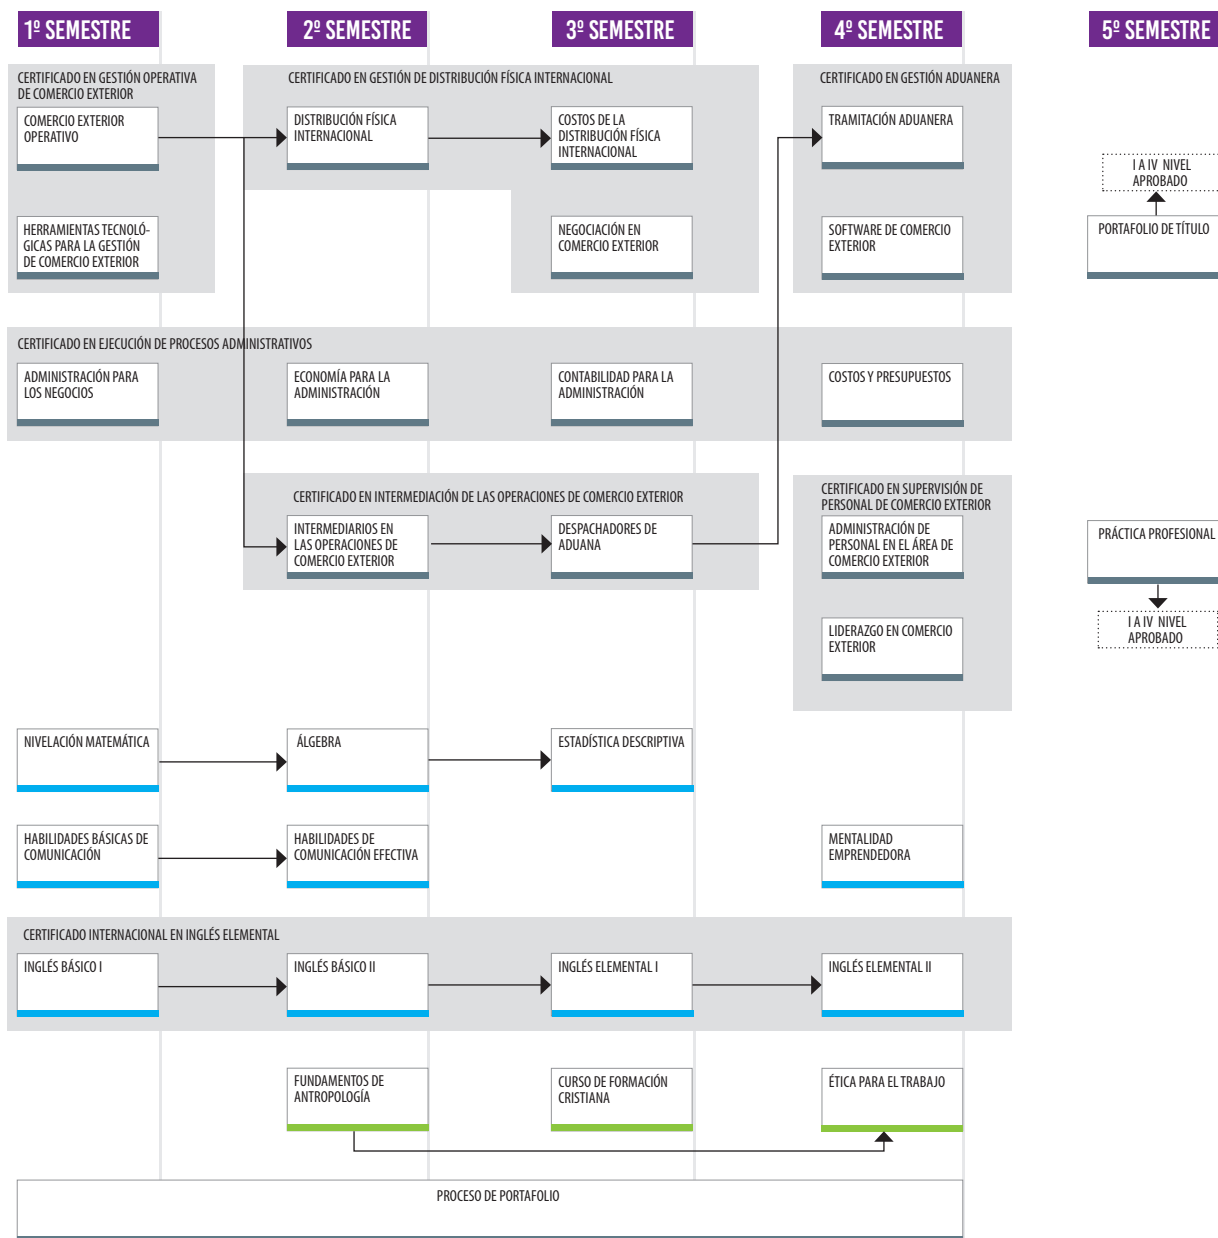 1º SEMESTRE
2º SEMESTRE
3º SEMESTRE
4º SEMESTRE
5º SEMESTRE
CERTIFICADO EN GESTIÓN OPERATIVA
DE COMERCIO EXTERIOR
CERTIFICADO EN GESTIÓN DE DISTRIBUCIÓN FÍSICA INTERNACIONAL
CERTIFICADO EN GESTIÓN ADUANERA
COMERCIO EXTERIOR
OPERATIVO
DISTRIBUCIÓN FÍSICA
INTERNACIONAL
COSTOS DE LA
DISTRIBUCIÓN FÍSICA
INTERNACIONAL
TRAMITACIÓN ADUANERA
I A IV NIVEL
APROBADO
HERRAMIENTAS TECNOLÓ-
GICAS PARA LA GESTIÓN
DE COMERCIO EXTERIOR
NEGOCIACIÓN EN
COMERCIO EXTERIOR
SOFTWARE DE COMERCIO
EXTERIOR
PORTAFOLIO DE TÍTULO
CERTIFICADO EN EJECUCIÓN DE PROCESOS ADMINISTRATIVOS
ADMINISTRACIÓN PARA
LOS NEGOCIOS
ECONOMÍA PARA LA
ADMINISTRACIÓN
CONTABILIDAD PARA LA
ADMINISTRACIÓN
COSTOS Y PRESUPUESTOS
CERTIFICADO EN INTERMEDIACIÓN DE LAS OPERACIONES DE COMERCIO EXTERIOR
CERTIFICADO EN SUPERVISIÓN DE
PERSONAL DE COMERCIO EXTERIOR
INTERMEDIARIOS EN
LAS OPERACIONES DE
COMERCIO EXTERIOR
DESPACHADORES DE
ADUANA
ADMINISTRACIÓN DE
PERSONAL EN EL ÁREA DE
COMERCIO EXTERIOR
PRÁCTICA PROFESIONAL
I A IV NIVEL
APROBADO
LIDERAZGO EN COMERCIO
EXTERIOR
NIVELACIÓN MATEMÁTICA
ÁLGEBRA
ESTADÍSTICA DESCRIPTIVA
HABILIDADES BÁSICAS DE
COMUNICACIÓN
HABILIDADES DE
COMUNICACIÓN EFECTIVA
MENTALIDAD
EMPRENDEDORA
CERTIFICADO INTERNACIONAL EN INGLÉS ELEMENTAL
INGLÉS BÁSICO I
INGLÉS BÁSICO II
INGLÉS ELEMENTAL I
INGLÉS ELEMENTAL II
FUNDAMENTOS DE
ANTROPOLOGÍA
CURSO DE FORMACIÓN
CRISTIANA
ÉTICA PARA EL TRABAJO
PROCESO DE PORTAFOLIO